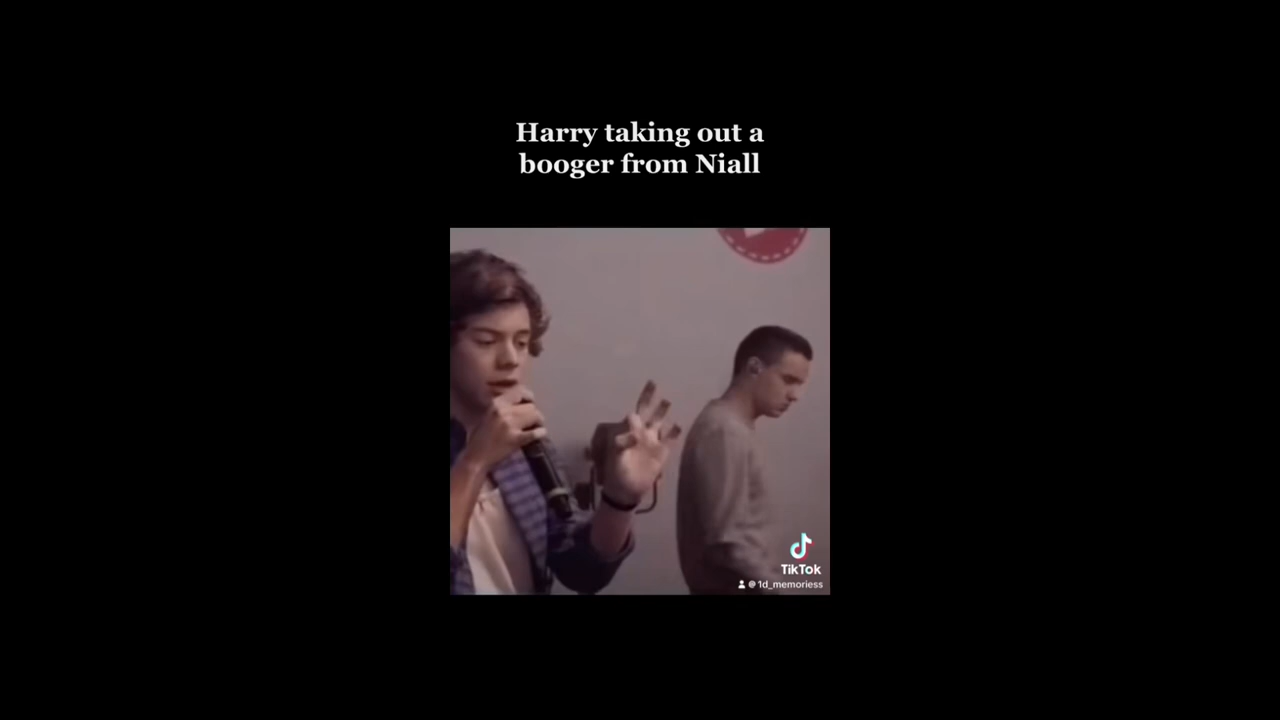 Harry taking out a
booger from Niall
TikTok
@ 1d_memoriess